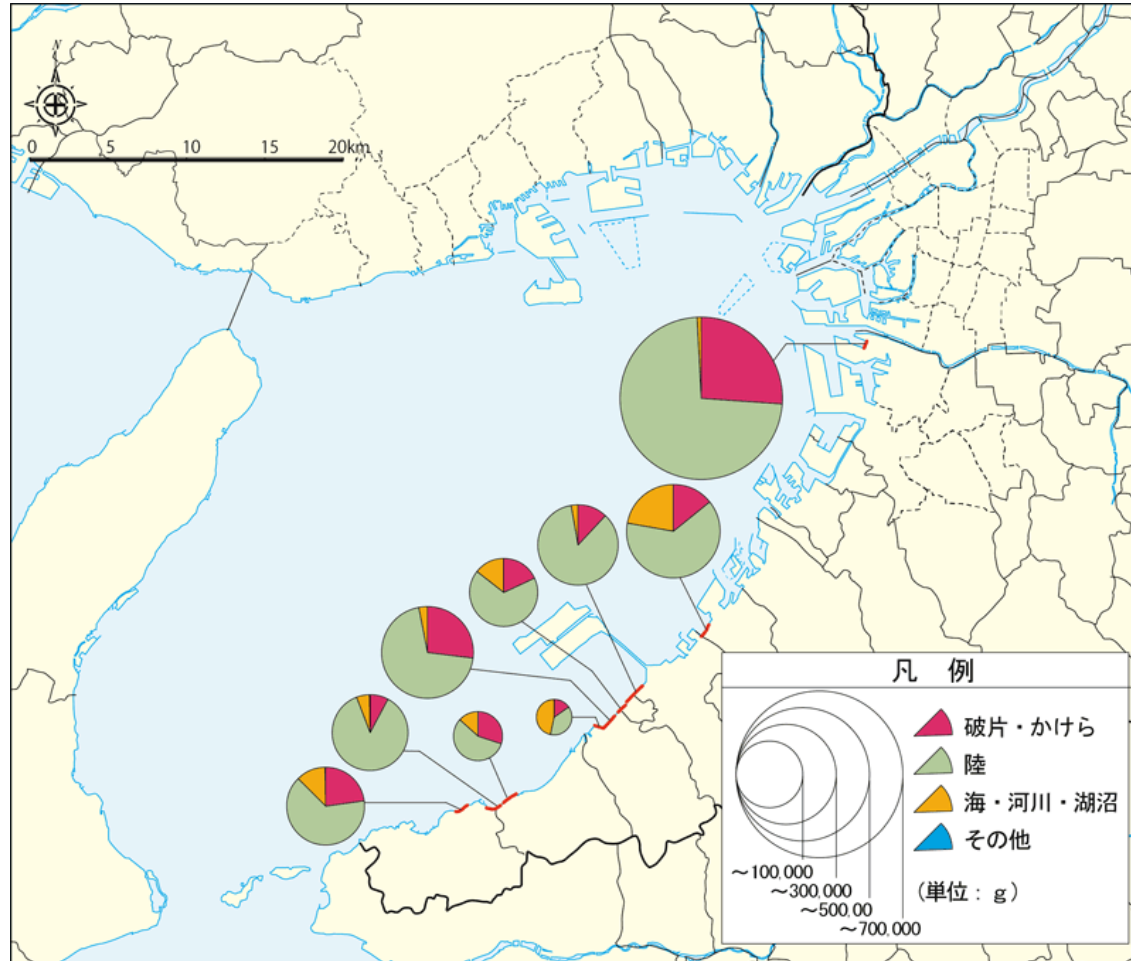 N
0 5 10 15 20km
凡 例
破片・かけら
陸
海・河川・湖沼
その他
(単位：g)
～100,000
～300,000
～500,00
～700,000